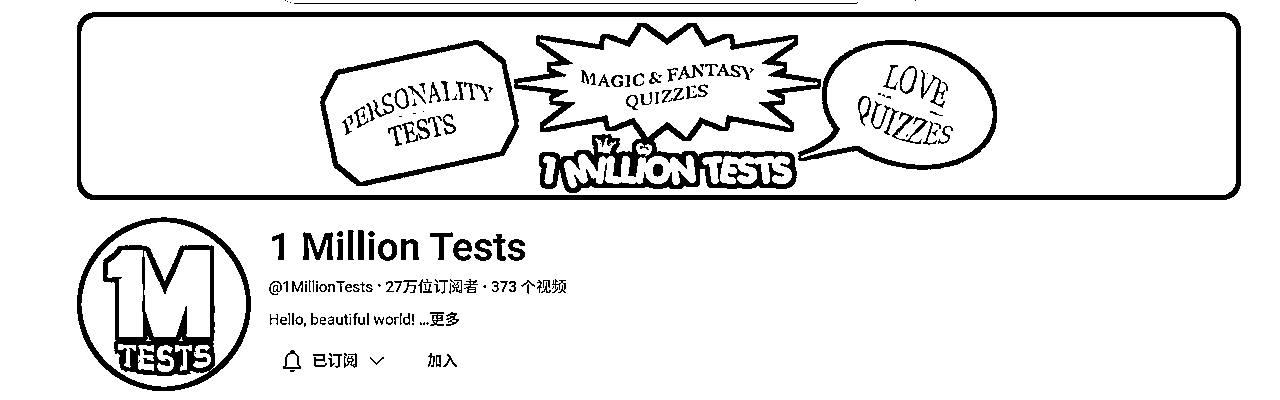 PERSONALITY
TESTS
MAGIC & FANTASY
QUIZZES
LOVE
QUIZZES
1 MILLION TESTS
1M
TESTS
1 Million Tests
@1MillionTests · 27万位订阅者 · 373 个视频
Hello, beautiful world! ...更多
已订阅
加入